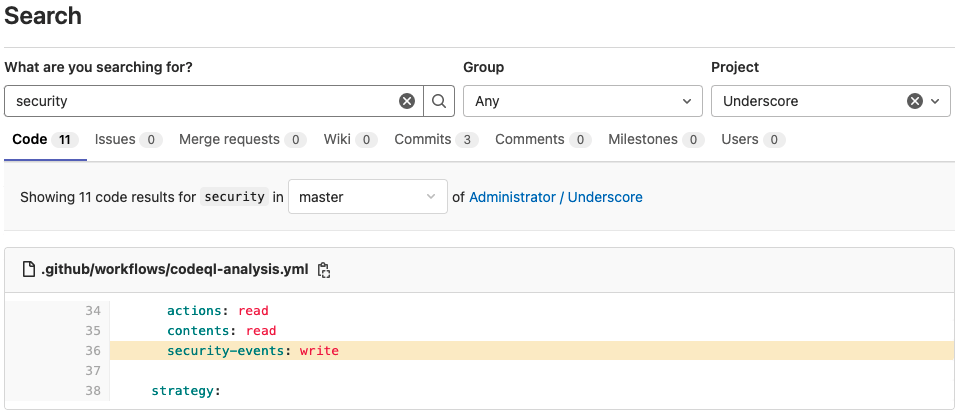 Search
What are you searching for?
Group
Project
security
Any
Underscore
Code 11 Issues 0 Merge requests 0 Wiki 0 Commits 3 Comments 0 Milestones 0 Users 0
Showing 11 code results for security in master of Administrator / Underscore
.github/workflows/codeql-analysis.yml
34 actions: read
35 contents: read
36 security-events: write
37
38 strategy: